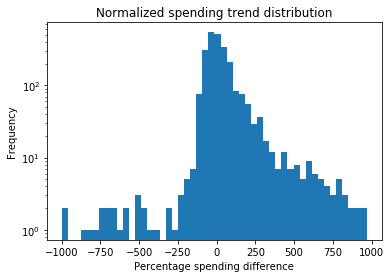 Normalized spending trend distribution
Frequency
10²
10¹
10⁰
−1000 −750 −500 −250 0 250 500 750 1000
Percentage spending difference